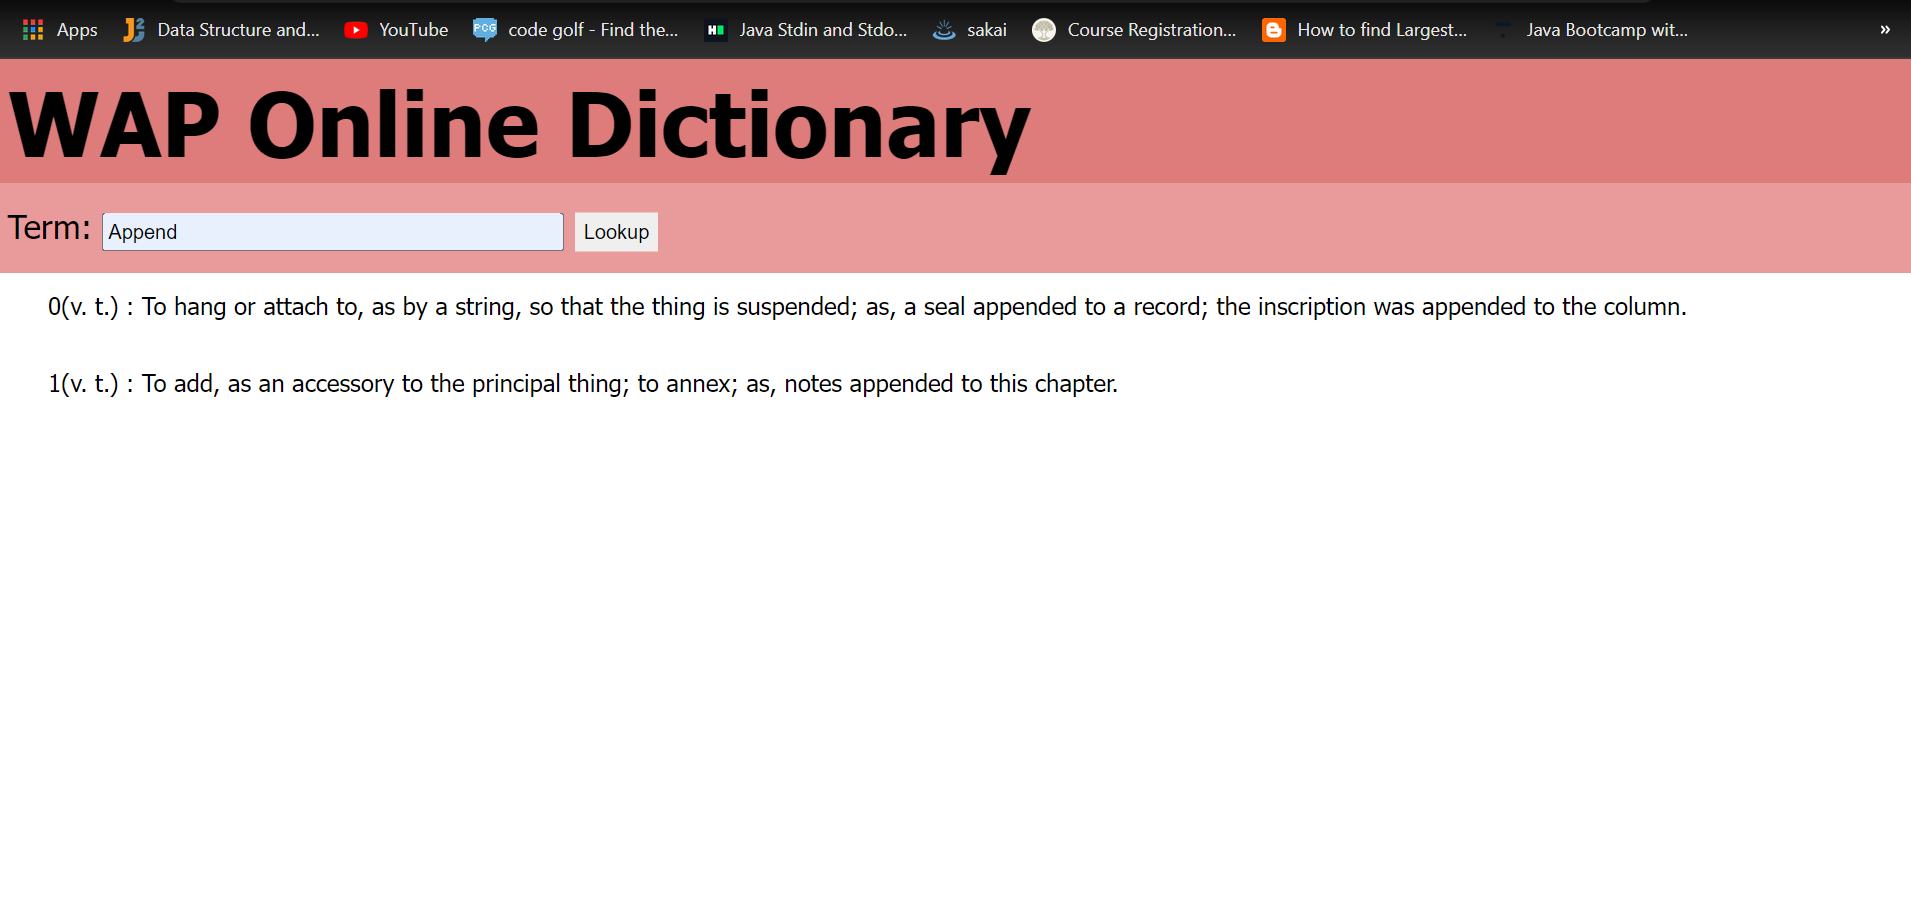 Apps Data Structure and... YouTube PCG code golf - Find the... H Java Stdin and Stdo... sakai Course Registration... How to find Largest... Java Bootcamp wit... »
WAP Online Dictionary
Term: Append Lookup
0(v. t.) : To hang or attach to, as by a string, so that the thing is suspended; as, a seal appended to a record; the inscription was appended to the column.
1(v. t.) : To add, as an accessory to the principal thing; to annex; as, notes appended to this chapter.